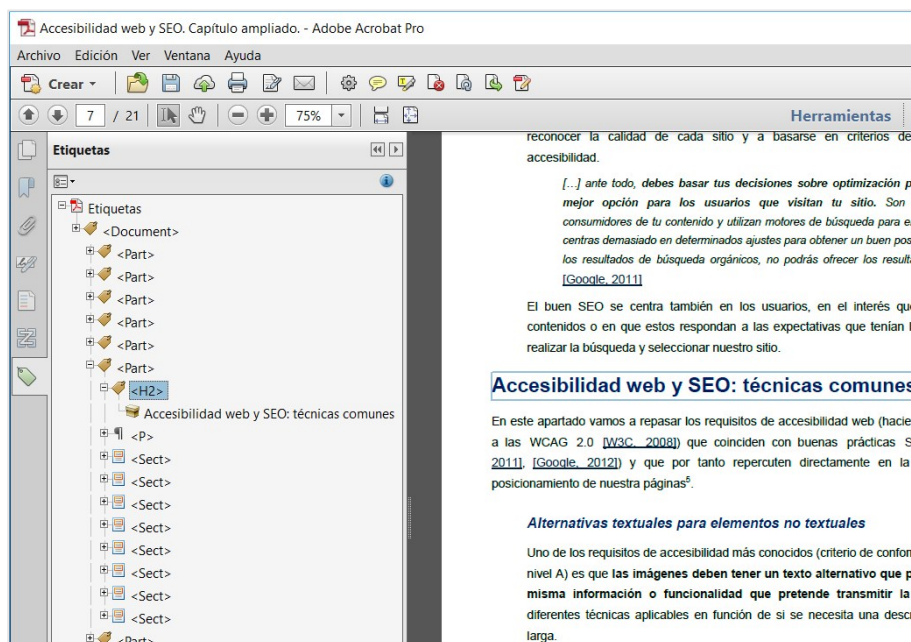 Accesibilidad web y SEO. Capítulo ampliado. - Adobe Acrobat Pro
Archivo Edición Ver Ventana Ayuda
Crear
7 / 21 75% Herramientas
Etiquetas
Etiquetas
<Document>
<Part>
<Part>
<Part>
<Part>
<Part>
<Part>
<H2>
Accesibilidad web y SEO: técnicas comunes
<P>
<Sect>
<Sect>
<Sect>
<Sect>
<Sect>
<Sect>
<Sect>
<Sect>
<Part>
reconocer la calidad de cada sitio y a basarse en criterios de
accesibilidad.
[…] ante todo, debes basar tus decisiones sobre optimización p
mejor opción para los usuarios que visitan tu sitio. Son
consumidores de tu contenido y utilizan motores de búsqueda para e
centras demasiado en determinados ajustes para obtener un buen pos
los resultados de búsqueda orgánicos, no podrás ofrecer los result
[Google, 2011]
El buen SEO se centra también en los usuarios, en el interés que
contenidos o en que estos respondan a las expectativas que tenían
realizar la búsqueda y seleccionar nuestro sitio.
Accesibilidad web y SEO: técnicas comunes
En este apartado vamos a repasar los requisitos de accesibilidad web (hacie
a las WCAG 2.0 [W3C, 2008]) que coinciden con buenas prácticas S
2011], [Google, 2012]) y que por tanto repercuten directamente en la
posicionamiento de nuestra páginas5.
Alternativas textuales para elementos no textuales
Uno de los requisitos de accesibilidad más conocidos (criterio de confor
nivel A) es que las imágenes deben tener un texto alternativo que p
misma información o funcionalidad que pretende transmitir la
diferentes técnicas aplicables en función de si se necesita una descr
larga.